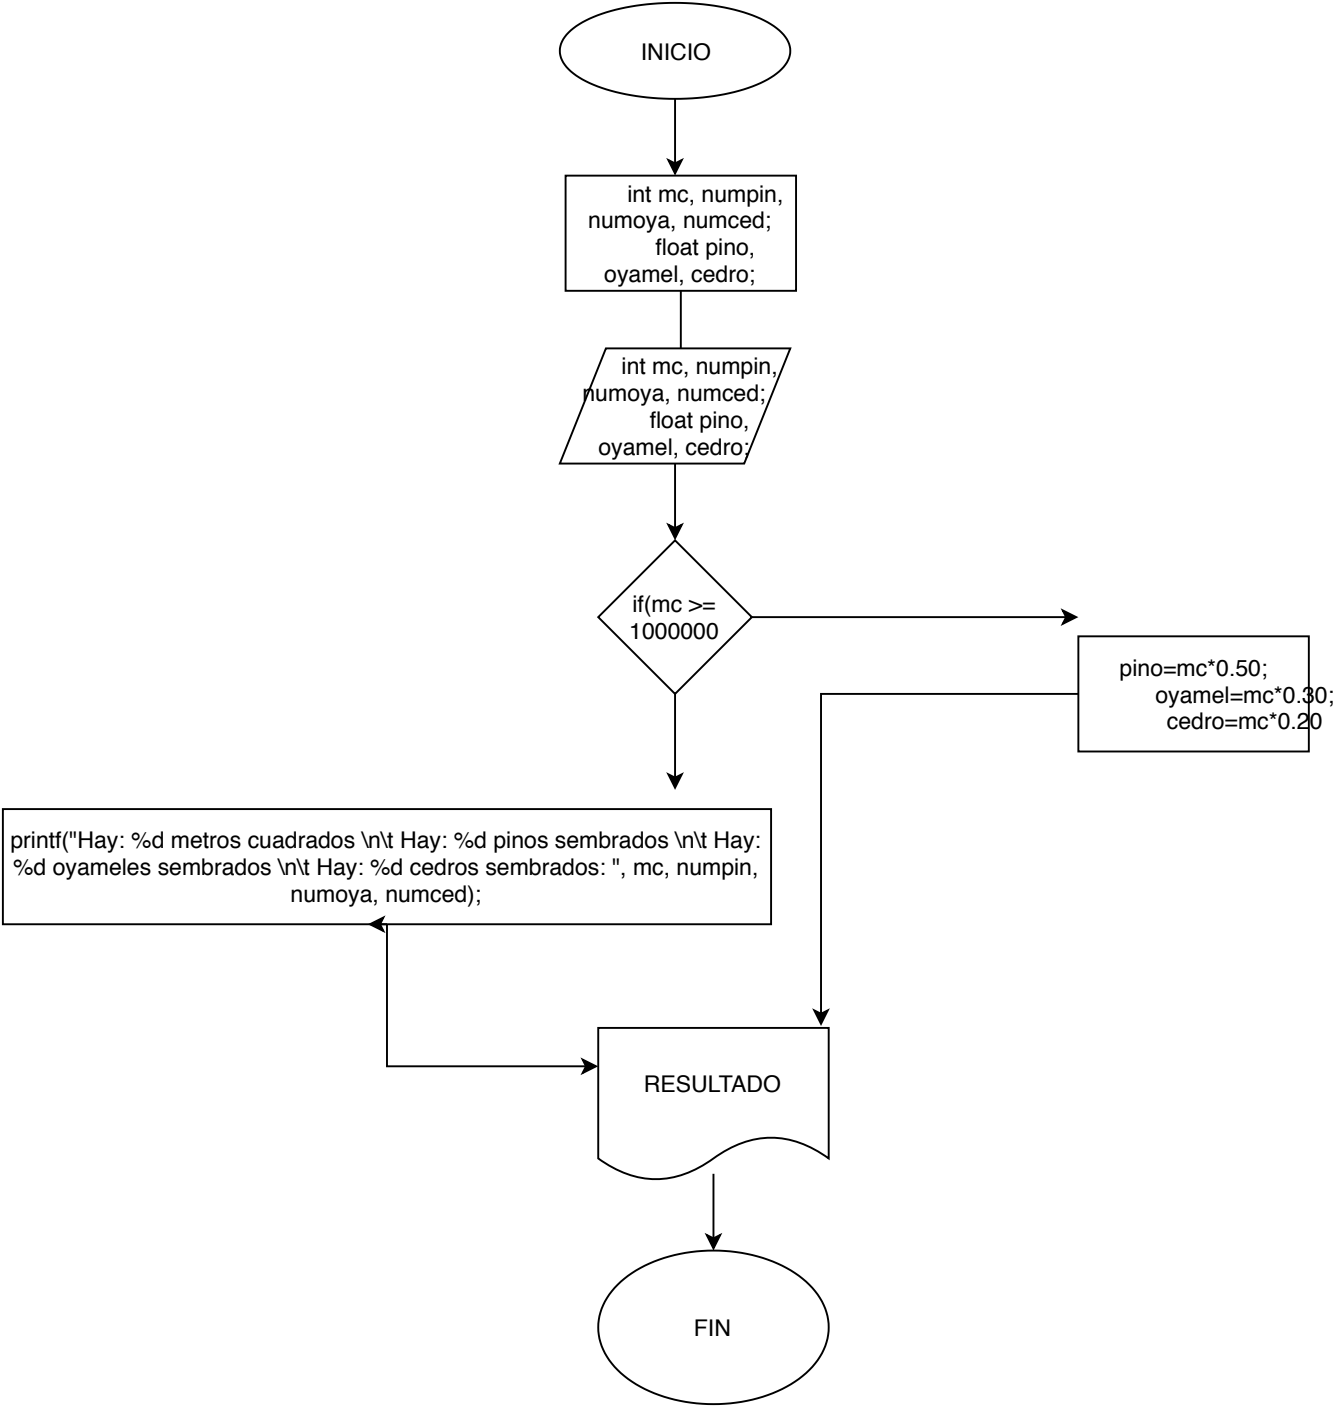 INICIO
int mc, numpin,
numoya, numced;
float pino,
oyamel, cedro;
int mc, numpin,
numoya, numced;
float pino,
oyamel, cedro;
if(mc >=
1000000
pino=mc*0.50;
oyamel=mc*0.30;
cedro=mc*0.20
printf("Hay: %d metros cuadrados \n\t Hay: %d pinos sembrados \n\t Hay:
%d oyameles sembrados \n\t Hay: %d cedros sembrados: ", mc, numpin,
numoya, numced);
RESULTADO
FIN